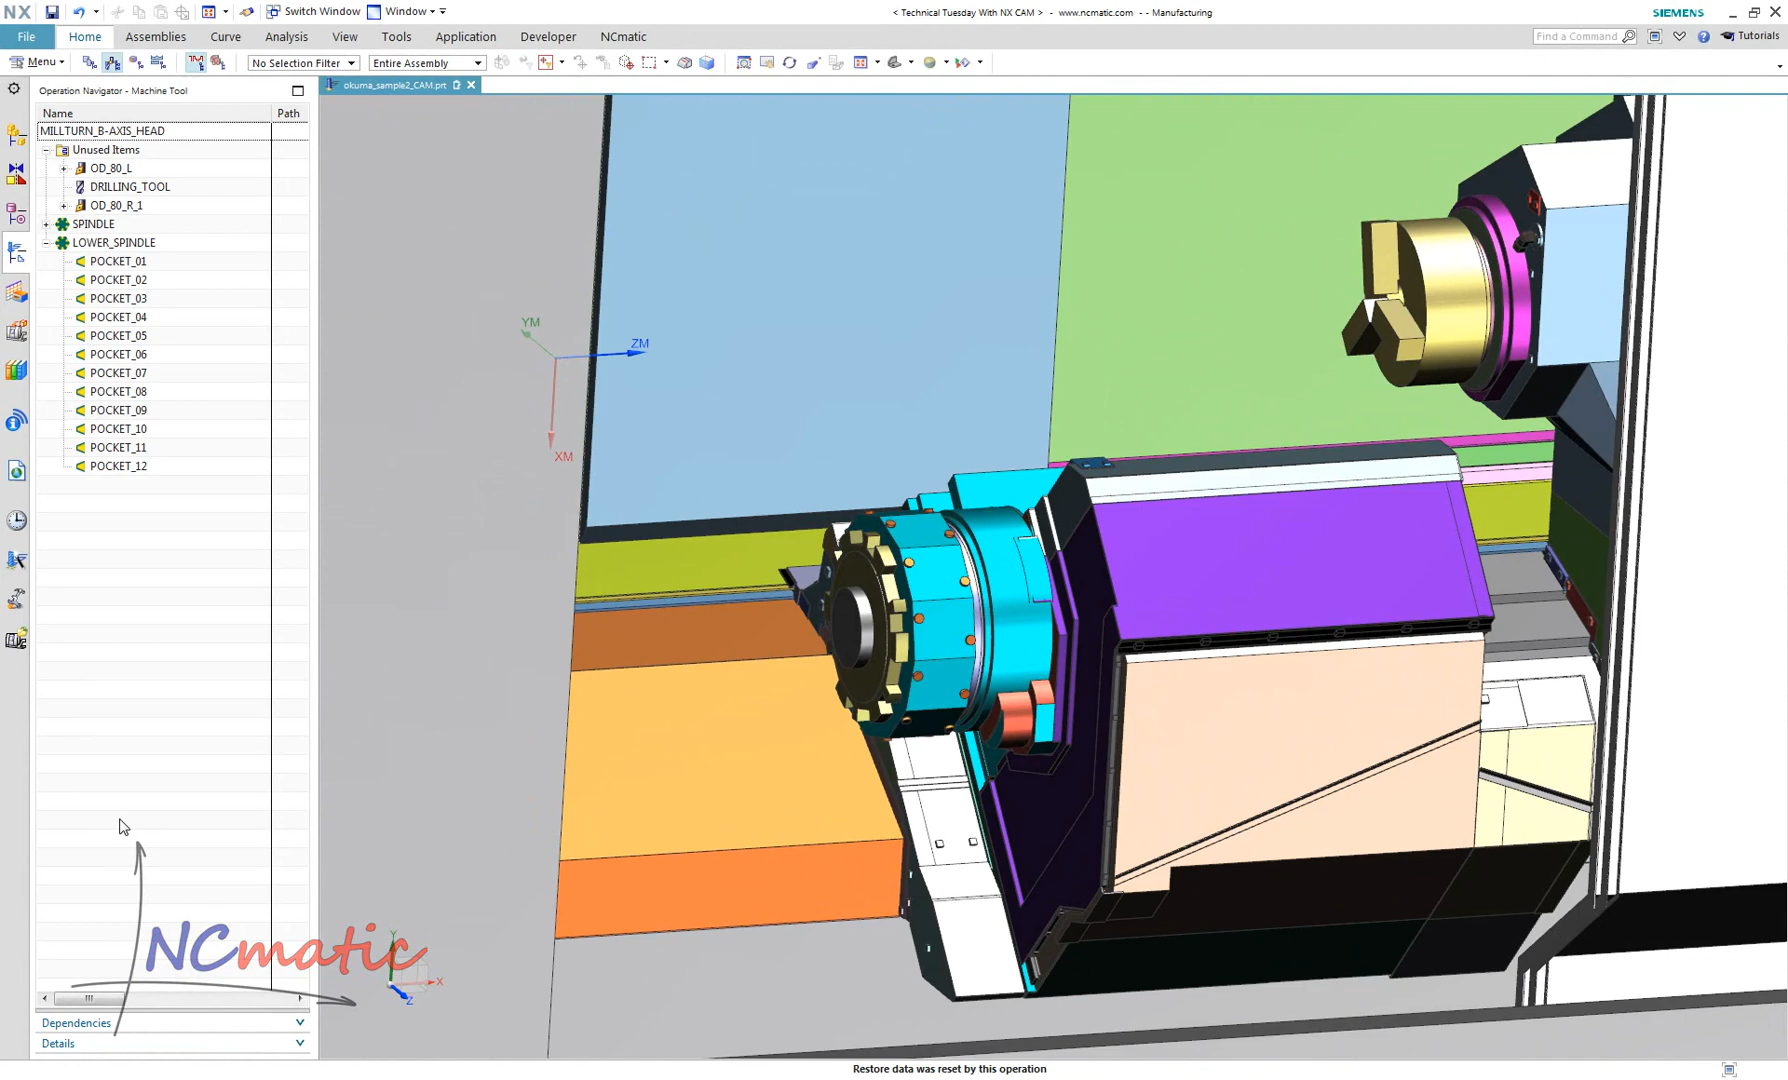 NX Switch Window Window < Technical Tuesday With NX CAM > - www.ncmatic.com - - Manufacturing SIEMENS
File Home Assemblies Curve Analysis View Tools Application Developer NCmatic Find a Command Tutorials
Menu No Selection Filter Entire Assembly
Operation Navigator - Machine Tool okuma_sample2_CAM.prt
Name Path
MILLTURN_B-AXIS_HEAD
Unused Items
OD_80_L
DRILLING_TOOL
OD_80_R_1
SPINDLE
LOWER_SPINDLE
POCKET_01
POCKET_02
POCKET_03
POCKET_04
POCKET_05
POCKET_06
POCKET_07
POCKET_08
POCKET_09
POCKET_10
POCKET_11
POCKET_12
YM
ZM
XM
NCmatic
Y
X
Z
Dependencies
Details
Restore data was reset by this operation